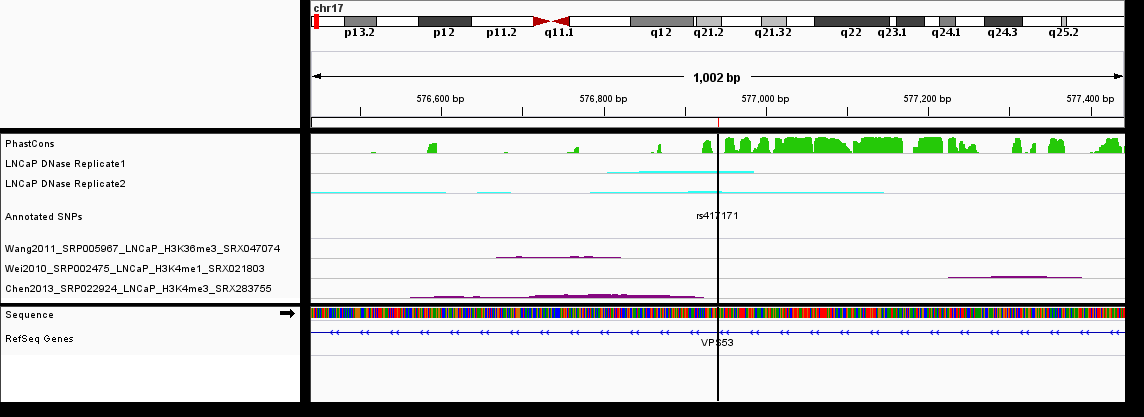 chr17
p13.2 p12 p11.2 q11.1 q12 q21.2 q21.32 q22 q23.1 q24.1 q24.3 q25.2
1,002 bp
576,600 bp 576,800 bp 577,000 bp 577,200 bp 577,400 bp
PhastCons
LNCaP DNase Replicate1
LNCaP DNase Replicate2
Annotated SNPs rs417171
Wang2011_SRP005967_LNCaP_H3K36me3_SRX047074
Wei2010_SRP002475_LNCaP_H3K4me1_SRX021803
Chen2013_SRP022924_LNCaP_H3K4me3_SRX283755
Sequence
RefSeq Genes VPS53